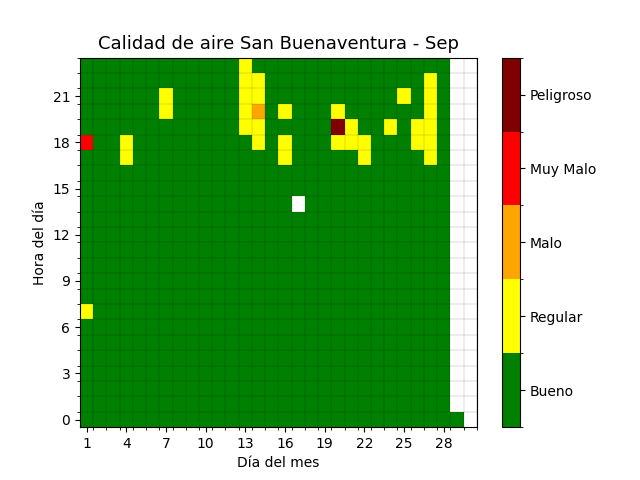 Calidad de aire San Buenaventura - Sep
Hora del día
21
18
15
12
9
6
3
0
1 4 7 10 13 16 19 22 25 28
Día del mes
Peligroso
Muy Malo
Malo
Regular
Bueno